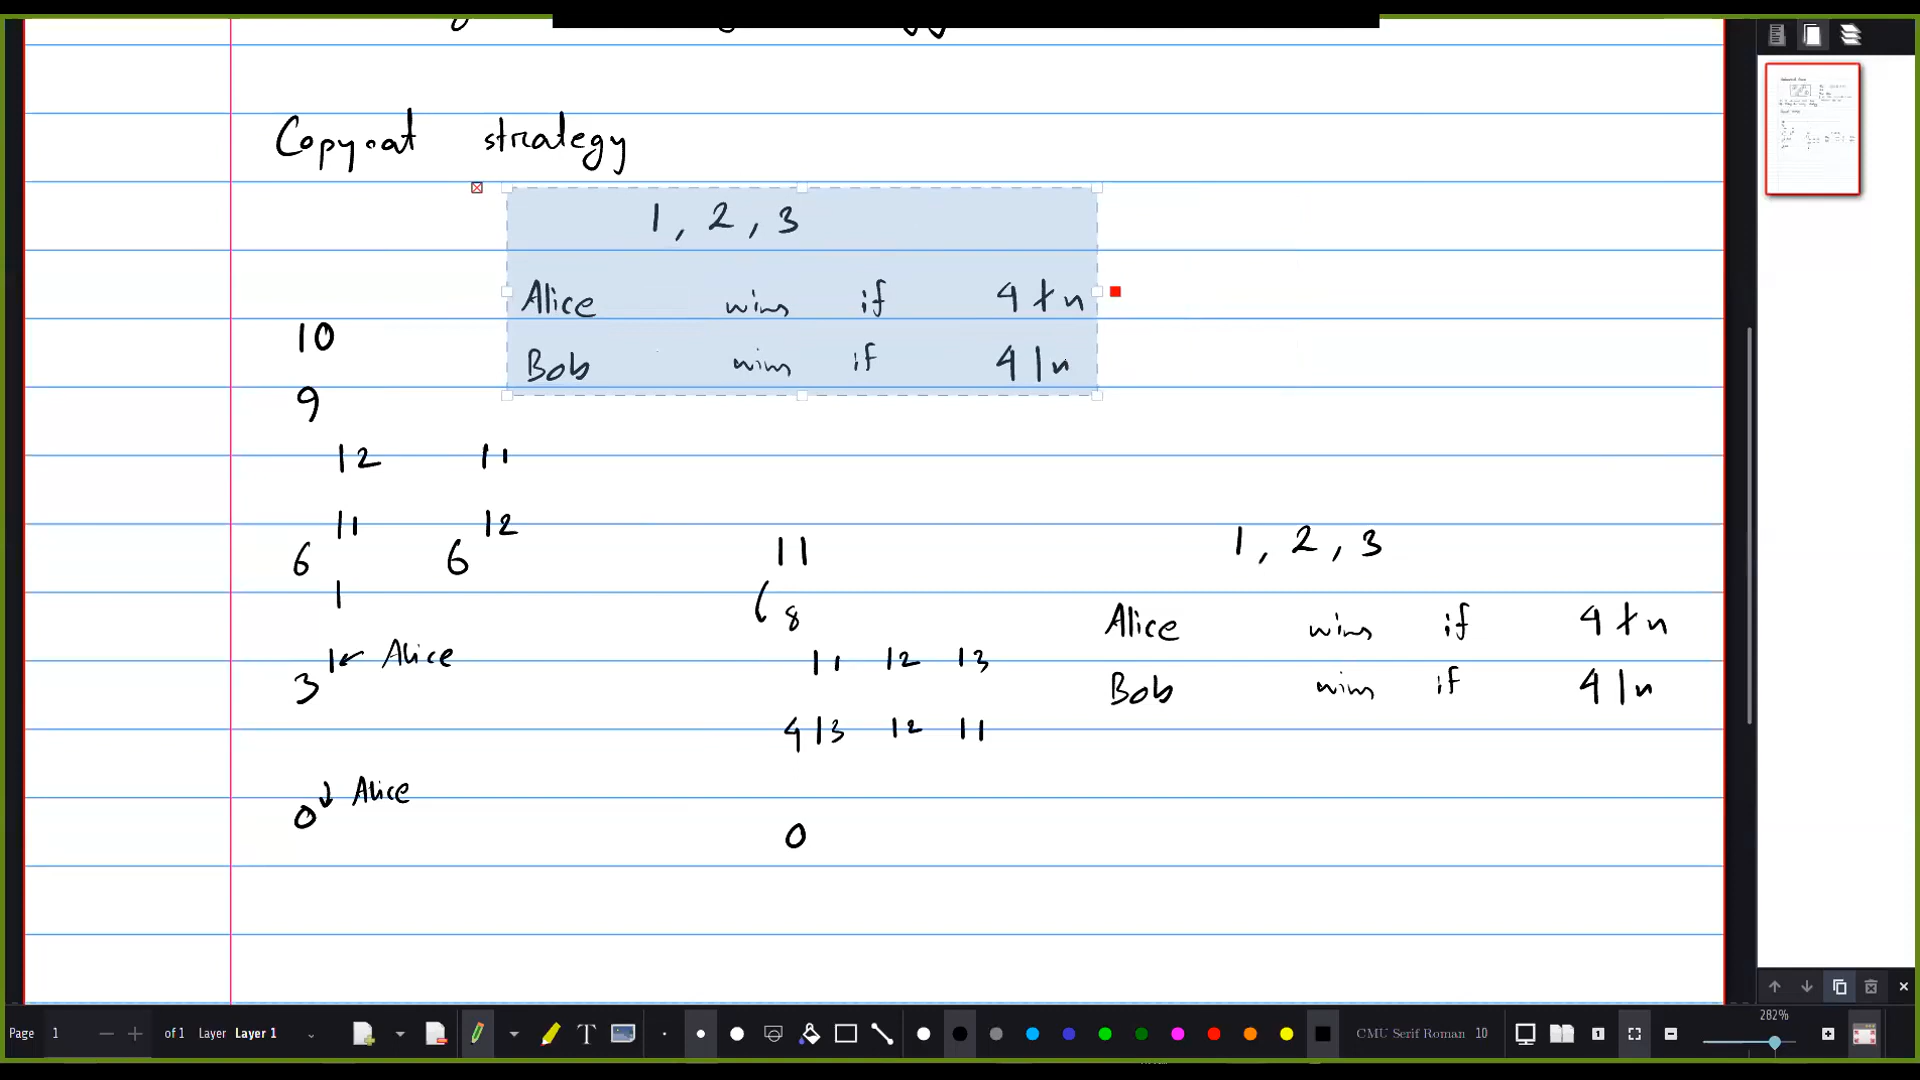 Copycat strategy
1, 2, 3
Alice wins if 4 ∤ n
Bob wins if 4 | n
10
9
12 11
11 12
6 6
1
1 ← Alice
3
↓ Alice
0
11
( 8
11 12 13
4 13 12 11
0
1, 2, 3
Alice wins if 4 ∤ n
Bob wins if 4 | n
Page 1 of 1 Layer Layer 1
CMU Serif Roman 10
282%